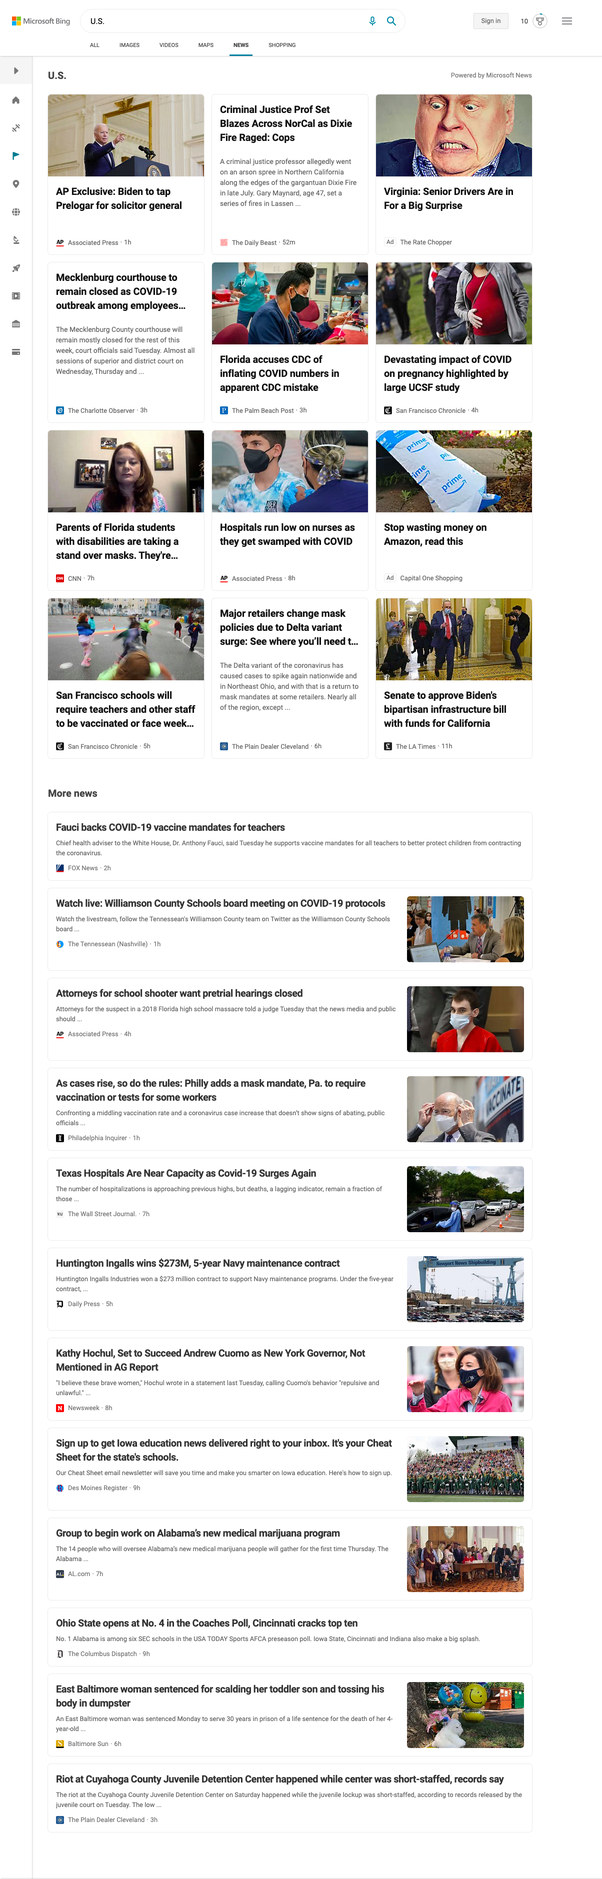 Microsoft Bing
U.S.
Sign in
10
ALL
IMAGES
VIDEOS
MAPS
NEWS
SHOPPING
U.S.
Powered by Microsoft News
AP Exclusive: Biden to tap
Prelogar for solicitor general
AP Associated Press · 1h
Criminal Justice Prof Set
Blazes Across NorCal as Dixie
Fire Raged: Cops
A criminal justice professor allegedly went
on an arson spree in Northern California
along the edges of the gargantuan Dixie Fire
in late July. Gary Maynard, age 47, set a
series of fires in Lassen ...
The Daily Beast · 52m
Virginia: Senior Drivers Are in
For a Big Surprise
Ad The Rate Chopper
Mecklenburg courthouse to
remain closed as COVID-19
outbreak among employees...
The Mecklenburg County courthouse will
remain mostly closed for the rest of this
week, court officials said Tuesday. Almost all
sessions of superior and district court on
Wednesday, Thursday and ...
The Charlotte Observer · 3h
Florida accuses CDC of
inflating COVID numbers in
apparent CDC mistake
The Palm Beach Post · 3h
Devastating impact of COVID
on pregnancy highlighted by
large UCSF study
San Francisco Chronicle · 4h
Parents of Florida students
with disabilities are taking a
stand over masks. They're...
CNN · 7h
Hospitals run low on nurses as
they get swamped with COVID
AP Associated Press · 8h
prime
prime
Stop wasting money on
Amazon, read this
Ad Capital One Shopping
San Francisco schools will
require teachers and other staff
to be vaccinated or face week...
San Francisco Chronicle · 5h
Major retailers change mask
policies due to Delta variant
surge: See where you'll need t...
The Delta variant of the coronavirus has
caused cases to spike again nationwide and
in Northeast Ohio, and with that is a return to
mask mandates at some retailers. Nearly all
of the region, except ...
The Plain Dealer Cleveland · 6h
Senate to approve Biden's
bipartisan infrastructure bill
with funds for California
The LA Times · 11h
More news
Fauci backs COVID-19 vaccine mandates for teachers
Chief health adviser to the White House, Dr. Anthony Fauci, said Tuesday he supports vaccine mandates for all teachers to better protect children from contracting
the coronavirus.
FOX News · 2h
Watch live: Williamson County Schools board meeting on COVID-19 protocols
Watch the livestream, follow the Tennessean's Williamson County team on Twitter as the Williamson County Schools
board ...
The Tennessean (Nashville) · 1h
Attorneys for school shooter want pretrial hearings closed
Attorneys for the suspect in a 2018 Florida high school massacre told a judge Tuesday that the news media and public
should ...
AP Associated Press · 4h
As cases rise, so do the rules: Philly adds a mask mandate, Pa. to require
vaccination or tests for some workers
Confronting a middling vaccination rate and a coronavirus case increase that doesn't show signs of abating, public
officials ...
Philadelphia Inquirer · 1h
VACCINATE
Texas Hospitals Are Near Capacity as Covid-19 Surges Again
The number of hospitalizations is approaching previous highs, but deaths, a lagging indicator, remain a fraction of
those ...
The Wall Street Journal. · 7h
Huntington Ingalls wins $273M, 5-year Navy maintenance contract
Huntington Ingalls Industries won a $273 million contract to support Navy maintenance programs. Under the five-year
contract, ...
Daily Press · 5h
Newport News Shipbuilding
Kathy Hochul, Set to Succeed Andrew Cuomo as New York Governor, Not
Mentioned in AG Report
"I believe these brave women," Hochul wrote in a statement last Tuesday, calling Cuomo's behavior "repulsive and
unlawful." ...
N Newsweek · 8h
Sign up to get Iowa education news delivered right to your inbox. It's your Cheat
Sheet for the state's schools.
Our Cheat Sheet email newsletter will save you time and make you smarter on Iowa education. Here's how to sign up.
Des Moines Register · 9h
Group to begin work on Alabama's new medical marijuana program
The 14 people who will oversee Alabama's new medical marijuana people will gather for the first time Thursday. The
Alabama ...
AL.com · 7h
Ohio State opens at No. 4 in the Coaches Poll, Cincinnati cracks top ten
No. 1 Alabama is among six SEC schools in the USA TODAY Sports AFCA preseason poll. Iowa State, Cincinnati and Indiana also make a big splash.
The Columbus Dispatch · 9h
East Baltimore woman sentenced for scalding her toddler son and tossing his
body in dumpster
An East Baltimore woman was sentenced Monday to serve 30 years in prison of a life sentence for the death of her 4-
year-old ...
Baltimore Sun · 6h
Riot at Cuyahoga County Juvenile Detention Center happened while center was short-staffed, records say
The riot at the Cuyahoga County Juvenile Detention Center on Saturday happened while the juvenile lockup was short-staffed, according to records released by the
juvenile court on Tuesday. The low ...
The Plain Dealer Cleveland · 3h